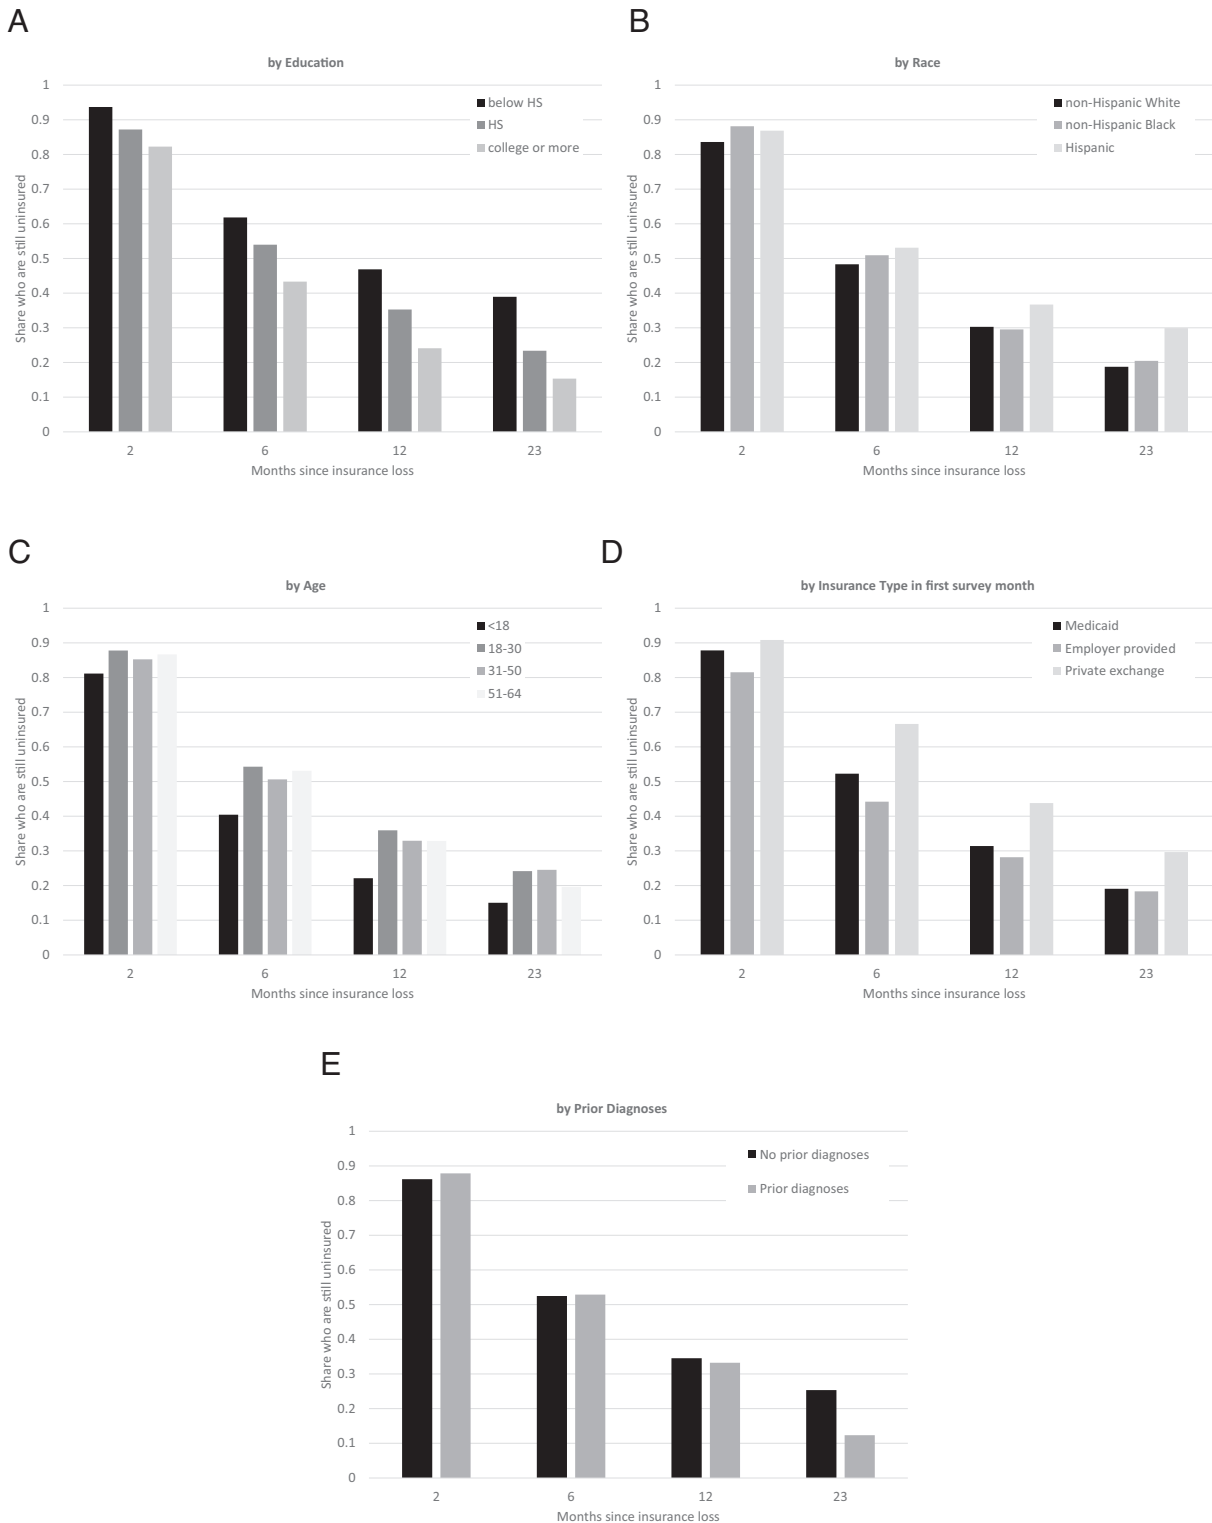 A
by Education
1
0.9
0.8
0.7
0.6
0.5
0.4
0.3
0.2
0.1
0
Share who are still uninsured
below HS
HS
college or more
2 6 12 23
Months since insurance loss
B
by Race
1
0.9
0.8
0.7
0.6
0.5
0.4
0.3
0.2
0.1
0
Share who are still uninsured
non-Hispanic White
non-Hispanic Black
Hispanic
2 6 12 23
Months since insurance loss
C
by Age
1
0.9
0.8
0.7
0.6
0.5
0.4
0.3
0.2
0.1
0
Share who are still uninsured
<18
18-30
31-50
51-64
2 6 12 23
Months since insurance loss
D
by Insurance Type in first survey month
1
0.9
0.8
0.7
0.6
0.5
0.4
0.3
0.2
0.1
0
Share who are still uninsured
Medicaid
Employer provided
Private exchange
2 6 12 23
Months since insurance loss
E
by Prior Diagnoses
1
0.9
0.8
0.7
0.6
0.5
0.4
0.3
0.2
0.1
0
Share who are still uninsured
No prior diagnoses
Prior diagnoses
2 6 12 23
Months since insurance loss